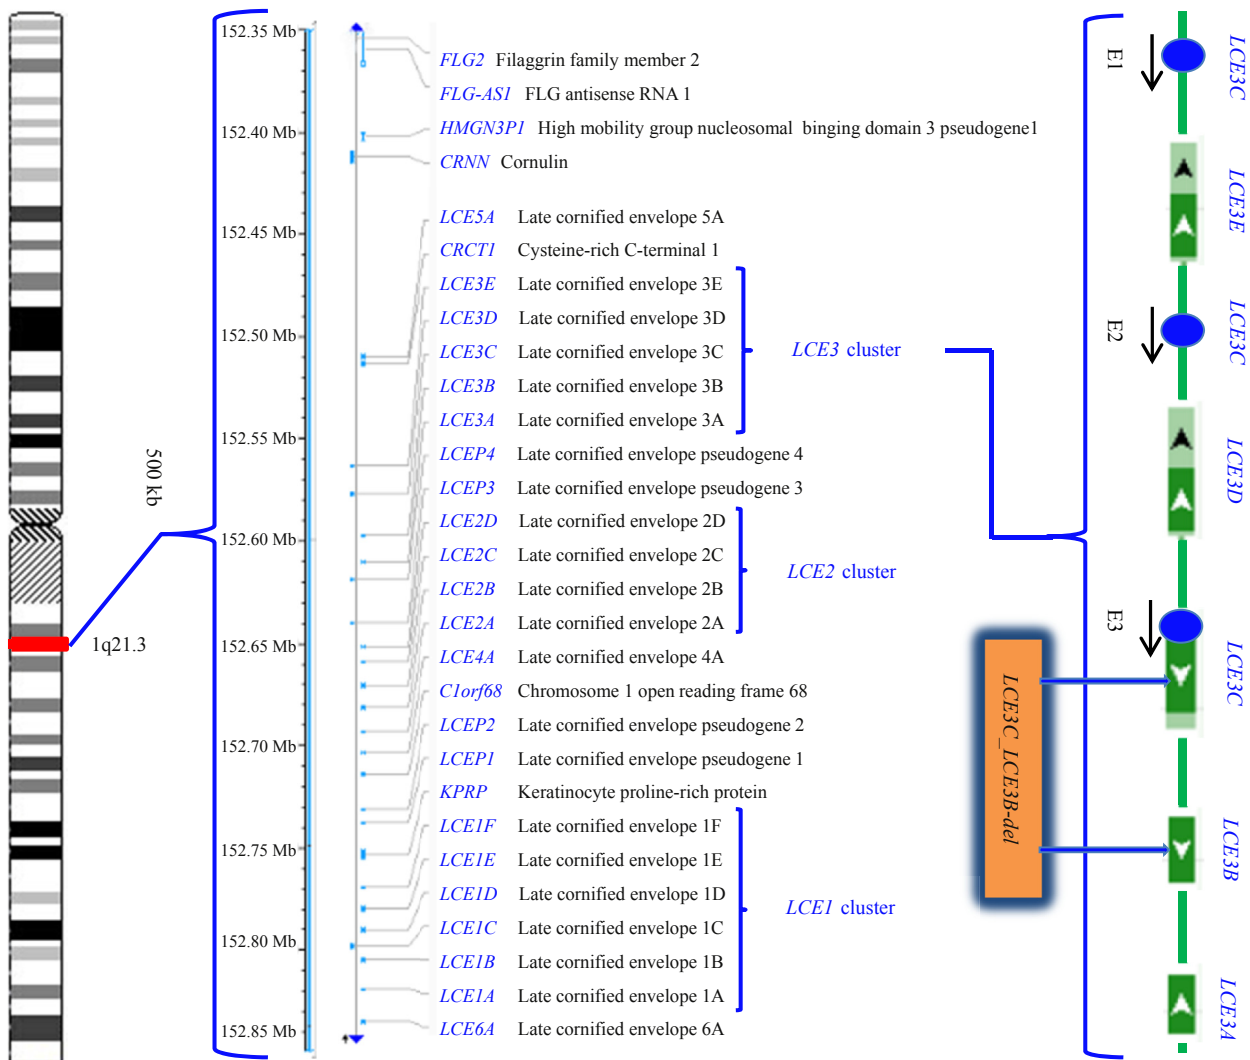 500 kb
1q21.3
152.35 Mb
152.40 Mb
152.45 Mb
152.50 Mb
152.55 Mb
152.60 Mb
152.65 Mb
152.70 Mb
152.75 Mb
152.80 Mb
152.85 Mb
FLG2 Filaggrin family member 2
FLG-AS1 FLG antisense RNA 1
HMGN3P1 High mobility group nucleosomal binging domain 3 pseudogene1
CRNN Cornulin
LCE5A Late cornified envelope 5A
CRCT1 Cysteine-rich C-terminal 1
LCE3E Late cornified envelope 3E
LCE3D Late cornified envelope 3D
LCE3C Late cornified envelope 3C
LCE3B Late cornified envelope 3B
LCE3A Late cornified envelope 3A
LCEP4 Late cornified envelope pseudogene 4
LCEP3 Late cornified envelope pseudogene 3
LCE2D Late cornified envelope 2D
LCE2C Late cornified envelope 2C
LCE2B Late cornified envelope 2B
LCE2A Late cornified envelope 2A
LCE4A Late cornified envelope 4A
C1orf68 Chromosome 1 open reading frame 68
LCEP2 Late cornified envelope pseudogene 2
LCEP1 Late cornified envelope pseudogene 1
KPRP Keratinocyte proline-rich protein
LCE1F Late cornified envelope 1F
LCE1E Late cornified envelope 1E
LCE1D Late cornified envelope 1D
LCE1C Late cornified envelope 1C
LCE1B Late cornified envelope 1B
LCE1A Late cornified envelope 1A
LCE6A Late cornified envelope 6A
LCE3 cluster
LCE2 cluster
LCE1 cluster
LCE3C_LCE3B-del
E1
E2
E3
LCE3C
LCE3E
LCE3C
LCE3D
LCE3C
LCE3B
LCE3A